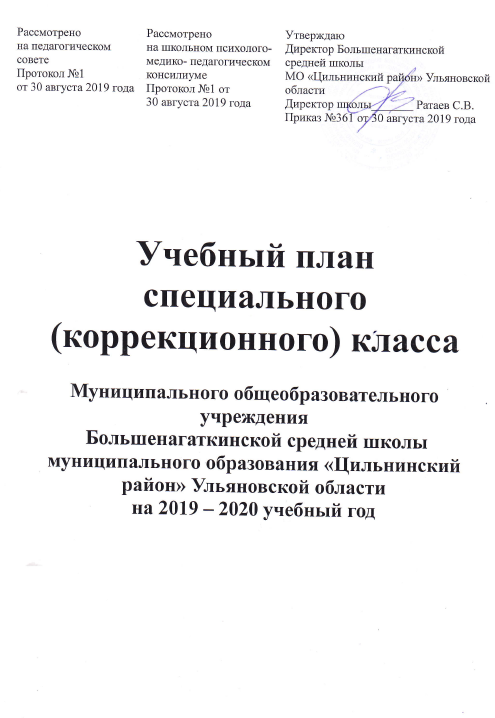 Рассмотрено
на педагогическом
совете
Протокол №1
от 30 августа 2019 года
Рассмотрено
на школьном психолого-
медико- педагогическом
консилиуме
Протокол №1 от
30 августа 2019 года
Утверждаю
Директор Большенагаткинской
средней школы
МО «Цильнинский район» Ульяновской
области
Директор школы ______ Ратаев С.В.
Приказ №361 от 30 августа 2019 года
Учебный план
специального
(коррекционного) класса
Муниципального общеобразовательного
учреждения
Большенагаткинской средней школы
муниципального образования «Цильнинский
район» Ульяновской области
на 2019 – 2020 учебный год